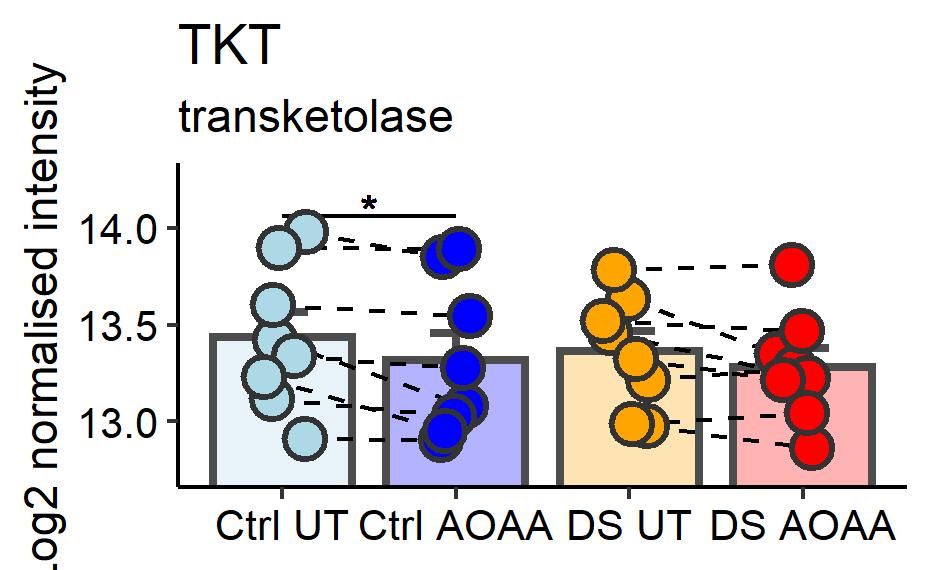 TKT
transketolase
.og2 normalised intensity
*
14.0
13.5
13.0
Ctrl UT Ctrl AOAA DS UT DS AOAA